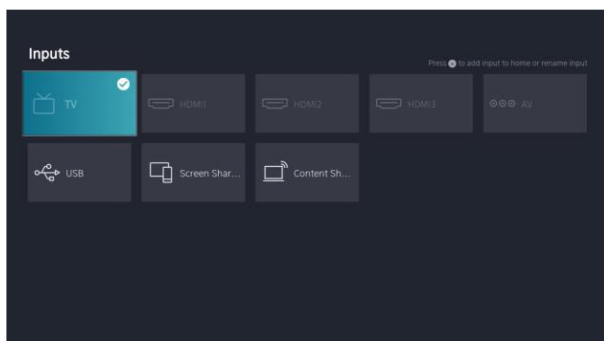 Inputs
Press to add input to home or rename input
TV
HDMI1
HDMI2
HDMI3
AV
USB
Screen Shar...
Content Sh...